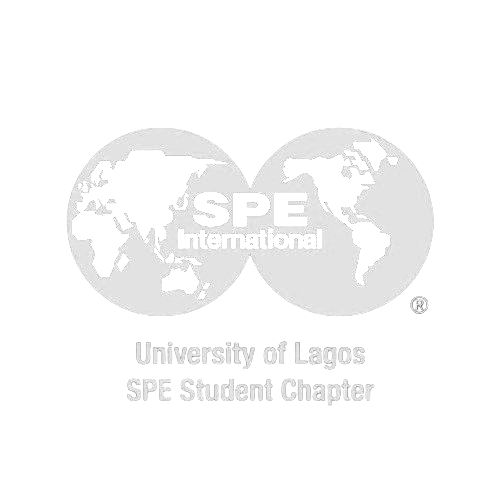 SPE
International
®
University of Lagos
SPE Student Chapter